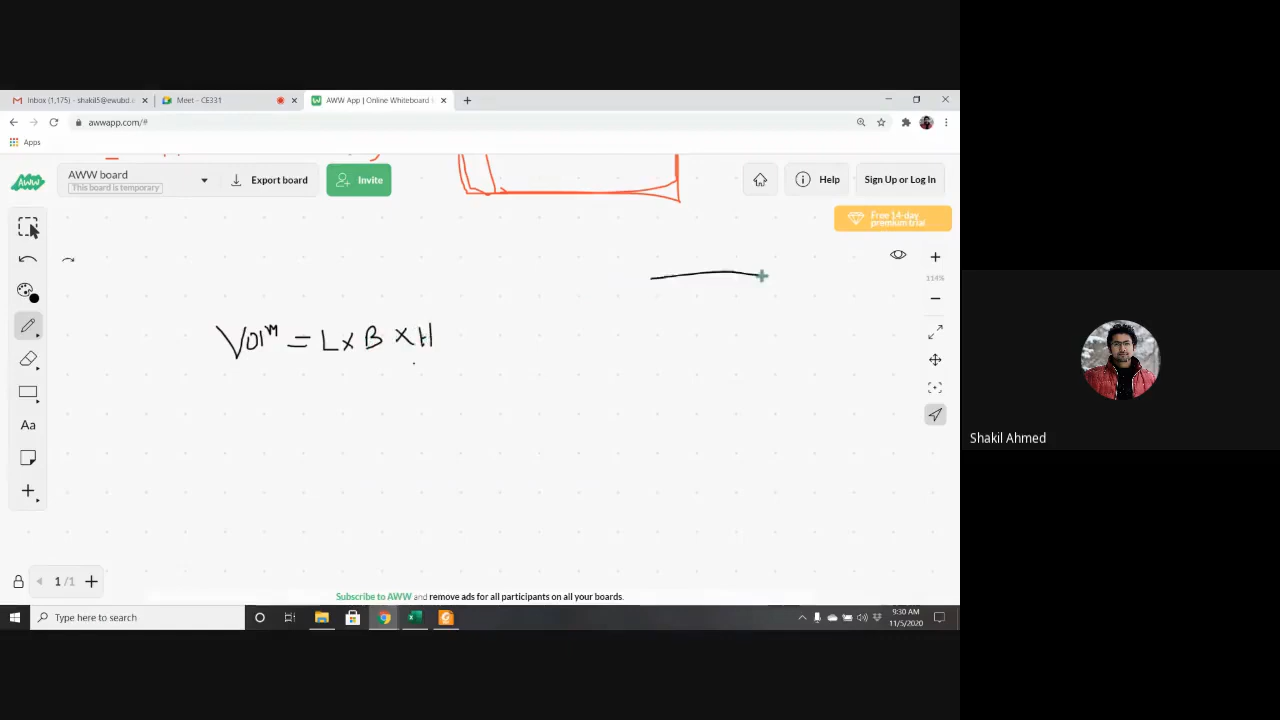 Inbox (1,175) - shakil5@ewubd.e
Meet - CE331
AWW App | Online Whiteboard f
awwapp.com/#
Apps
AWW board
This board is temporary
Export board
Invite
Help
Sign Up or Log In
Free 14-day
premium trial
114%
Volm = L x B x H
Aa
1 /1
Subscribe to AWW and remove ads for all participants on all your boards.
Type here to search
9:30 AM
11/5/2020
Shakil Ahmed